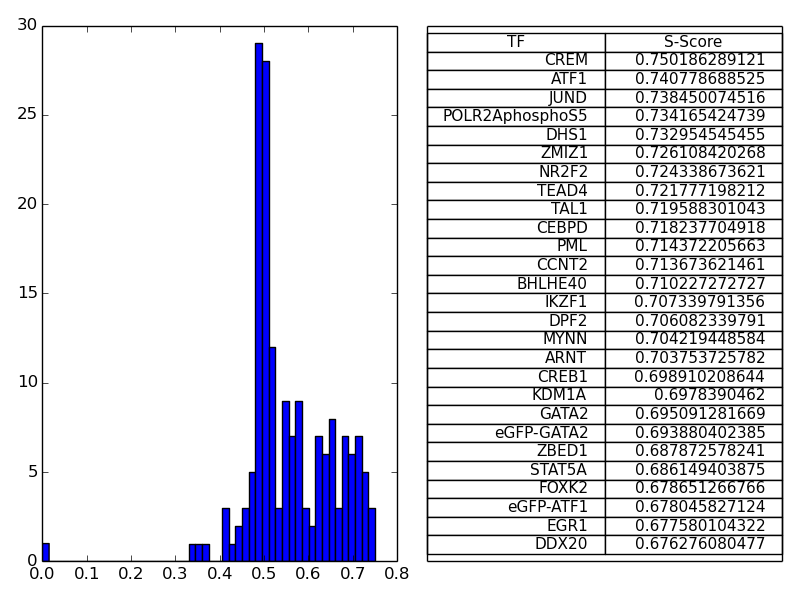 30
25
20
15
10
5
0
0.0 0.1 0.2 0.3 0.4 0.5 0.6 0.7 0.8
TF S-Score
CREM 0.750186289121
ATF1 0.740778688525
JUND 0.738450074516
POLR2AphosphoS5 0.734165424739
DHS1 0.732954545455
ZMIZ1 0.726108420268
NR2F2 0.724338673621
TEAD4 0.721777198212
TAL1 0.719588301043
CEBPD 0.718237704918
PML 0.714372205663
CCNT2 0.713673621461
BHLHE40 0.710227272727
IKZF1 0.707339791356
DPF2 0.706082339791
MYNN 0.704219448584
ARNT 0.703753725782
CREB1 0.698910208644
KDM1A 0.6978390462
GATA2 0.695091281669
eGFP-GATA2 0.693880402385
ZBED1 0.687872578241
STAT5A 0.686149403875
FOXK2 0.678651266766
eGFP-ATF1 0.678045827124
EGR1 0.677580104322
DDX20 0.676276080477